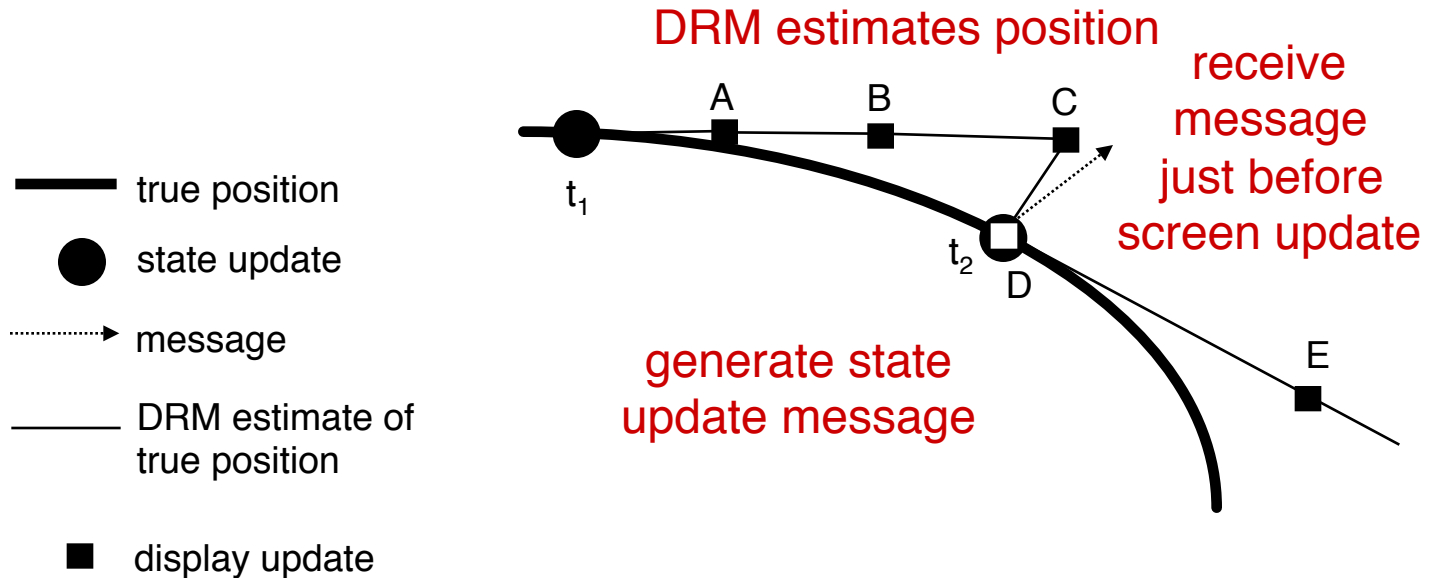 DRM estimates position
receive
message
just before
screen update
A
B
C
t₁
t₂
D
E
generate state
update message
true position
state update
message
DRM estimate of
true position
display update